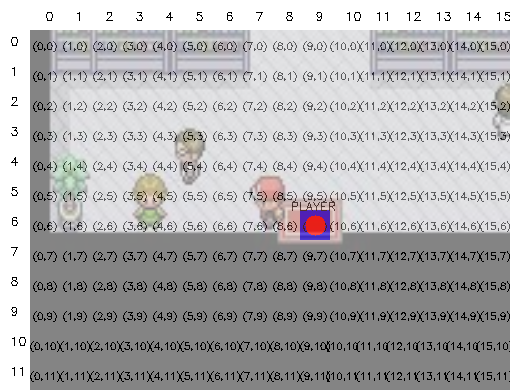 0 1 2 3 4 5 6 7 8 9 10 11 12 13 14 15
0 (0,0) (1,0) (2,0) (3,0) (4,0) (5,0) (6,0) (7,0) (8,0) (9,0) (10,0) (11,0) (12,0) (13,0) (14,0) (15,0)
1 (0,1) (1,1) (2,1) (3,1) (4,1) (5,1) (6,1) (7,1) (8,1) (9,1) (10,1) (11,1) (12,1) (13,1) (14,1) (15,1)
2 (0,2) (1,2) (2,2) (3,2) (4,2) (5,2) (6,2) (7,2) (8,2) (9,2) (10,2) (11,2) (12,2) (13,2) (14,2) (15,2)
3 (0,3) (1,3) (2,3) (3,3) (4,3) (5,3) (6,3) (7,3) (8,3) (9,3) (10,3) (11,3) (12,3) (13,3) (14,3) (15,3)
4 (0,4) (1,4) (2,4) (3,4) (4,4) (5,4) (6,4) (7,4) (8,4) (9,4) (10,4) (11,4) (12,4) (13,4) (14,4) (15,4)
5 (0,5) (1,5) (2,5) (3,5) (4,5) (5,5) (6,5) (7,5) (8,5) (9,5) (10,5) (11,5) (12,5) (13,5) (14,5) (15,5)
PLAYER
6 (0,6) (1,6) (2,6) (3,6) (4,6) (5,6) (6,6) (7,6) (8,6) (10,6) (11,6) (12,6) (13,6) (14,6) (15,6)
7 (0,7) (1,7) (2,7) (3,7) (4,7) (5,7) (6,7) (7,7) (8,7) (9,7) (10,7) (11,7) (12,7) (13,7) (14,7) (15,7)
8 (0,8) (1,8) (2,8) (3,8) (4,8) (5,8) (6,8) (7,8) (8,8) (9,8) (10,8) (11,8) (12,8) (13,8) (14,8) (15,8)
9 (0,9) (1,9) (2,9) (3,9) (4,9) (5,9) (6,9) (7,9) (8,9) (9,9) (10,9) (11,9) (12,9) (13,9) (14,9) (15,9)
10 (0,10) (1,10) (2,10) (3,10) (4,10) (5,10) (6,10) (7,10) (8,10) (9,10) (10,10) (11,10) (12,10) (13,10) (14,10) (15,10)
11 (0,11) (1,11) (2,11) (3,11) (4,11) (5,11) (6,11) (7,11) (8,11) (9,11) (10,11) (11,11) (12,11) (13,11) (14,11) (15,11)